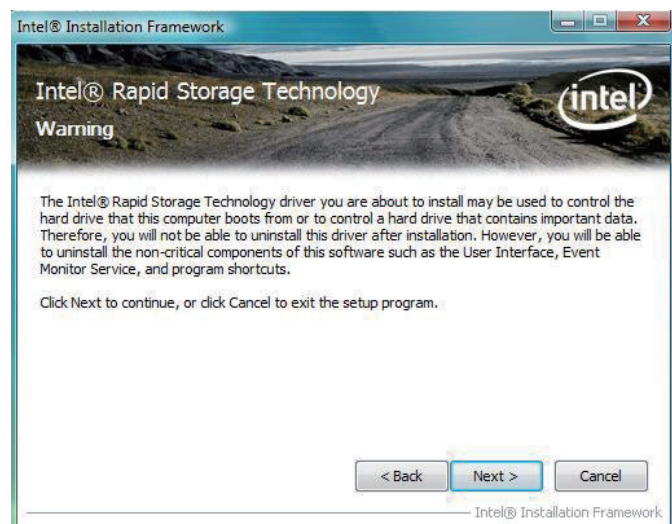 Intel® Installation Framework
Intel® Rapid Storage Technology
Warning
intel
The Intel® Rapid Storage Technology driver you are about to install may be used to control the
hard drive that this computer boots from or to control a hard drive that contains important data.
Therefore, you will not be able to uninstall this driver after installation. However, you will be able
to uninstall the non-critical components of this software such as the User Interface, Event
Monitor Service, and program shortcuts.
Click Next to continue, or click Cancel to exit the setup program.
< Back Next > Cancel
Intel® Installation Framework